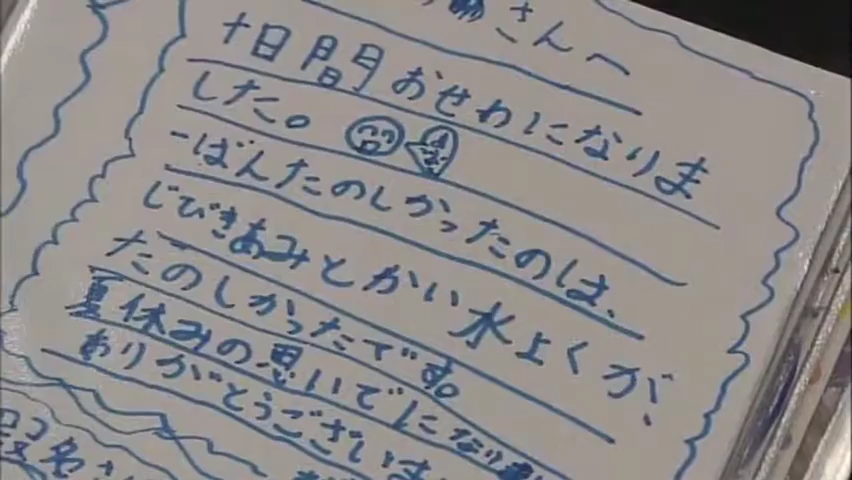 さんへ
十日間おせわになりま
した。
はい
一ばんたのしかったのは、
じびきあみとかい水よくが、
たのしかったです。
夏休みの思いでになりま
ありがとうございま